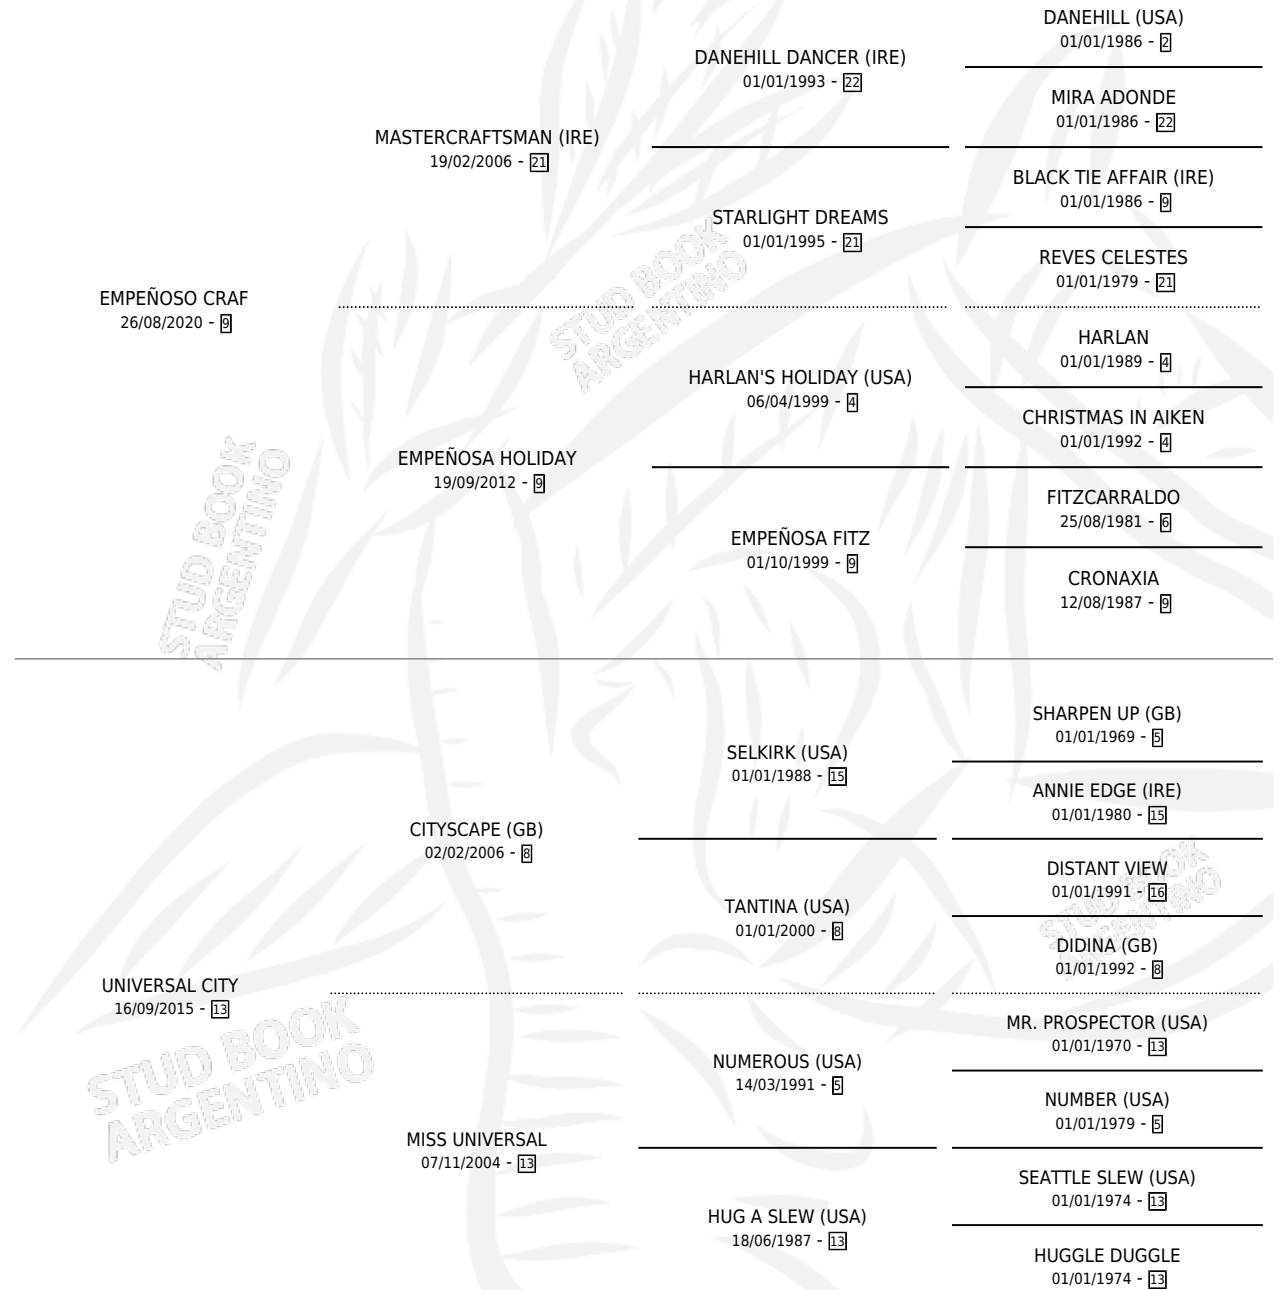 DANEHILL (USA)
01/01/1986 - 2
DANEHILL DANCER (IRE)
01/01/1993 - 22
MIRA ADONDE
01/01/1986 - 22
MASTERCRAFTSMAN (IRE)
19/02/2006 - 21
BLACK TIE AFFAIR (IRE)
01/01/1986 - 9
STARLIGHT DREAMS
01/01/1995 - 21
REVES CELESTES
01/01/1979 - 21
EMPEÑOSO CRAF
26/08/2020 - 9
STUD BOOK
ARGENTINO
HARLAN
01/01/1989 - 4
HARLAN'S HOLIDAY (USA)
06/04/1999 - 4
CHRISTMAS IN AIKEN
01/01/1992 - 4
EMPEÑOSA HOLIDAY
19/09/2012 - 9
FITZCARRALDO
25/08/1981 - 6
EMPEÑOSA FITZ
01/10/1999 - 9
CRONAXIA
12/08/1987 - 9
STUD BOOK
ARGENTINO
SHARPEN UP (GB)
01/01/1969 - 5
SELKIRK (USA)
01/01/1988 - 15
ANNIE EDGE (IRE)
01/01/1980 - 15
CITYSCAPE (GB)
02/02/2006 - 8
DISTANT VIEW
01/01/1991 - 16
TANTINA (USA)
01/01/2000 - 8
STUD BOOK
ARGENTINO
DIDINA (GB)
01/01/1992 - 8
UNIVERSAL CITY
16/09/2015 - 13
MR. PROSPECTOR (USA)
01/01/1970 - 13
STUD BOOK
ARGENTINO
NUMEROUS (USA)
14/03/1991 - 5
NUMBER (USA)
01/01/1979 - 5
MISS UNIVERSAL
07/11/2004 - 13
SEATTLE SLEW (USA)
01/01/1974 - 13
HUG A SLEW (USA)
18/06/1987 - 13
HUGGLE DUGGLE
01/01/1974 - 13